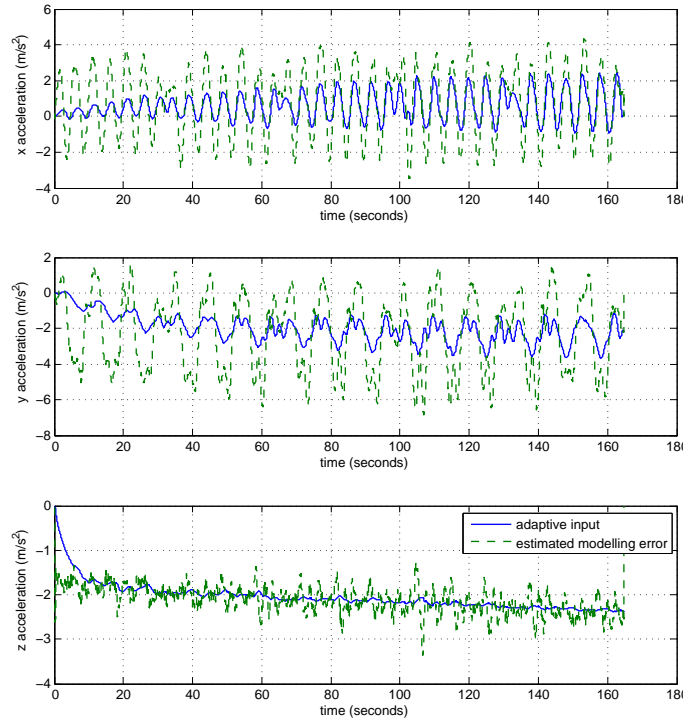 6
4
2
0
−2
−4
x acceleration (m/s²)
0 20 40 60 80 100 120 140 160 180
time (seconds)
2
0
−2
−4
−6
−8
y acceleration (m/s²)
0 20 40 60 80 100 120 140 160 180
time (seconds)
0
−1
−2
−3
−4
z acceleration (m/s²)
adaptive input
estimated modelling error
0 20 40 60 80 100 120 140 160 180
time (seconds)